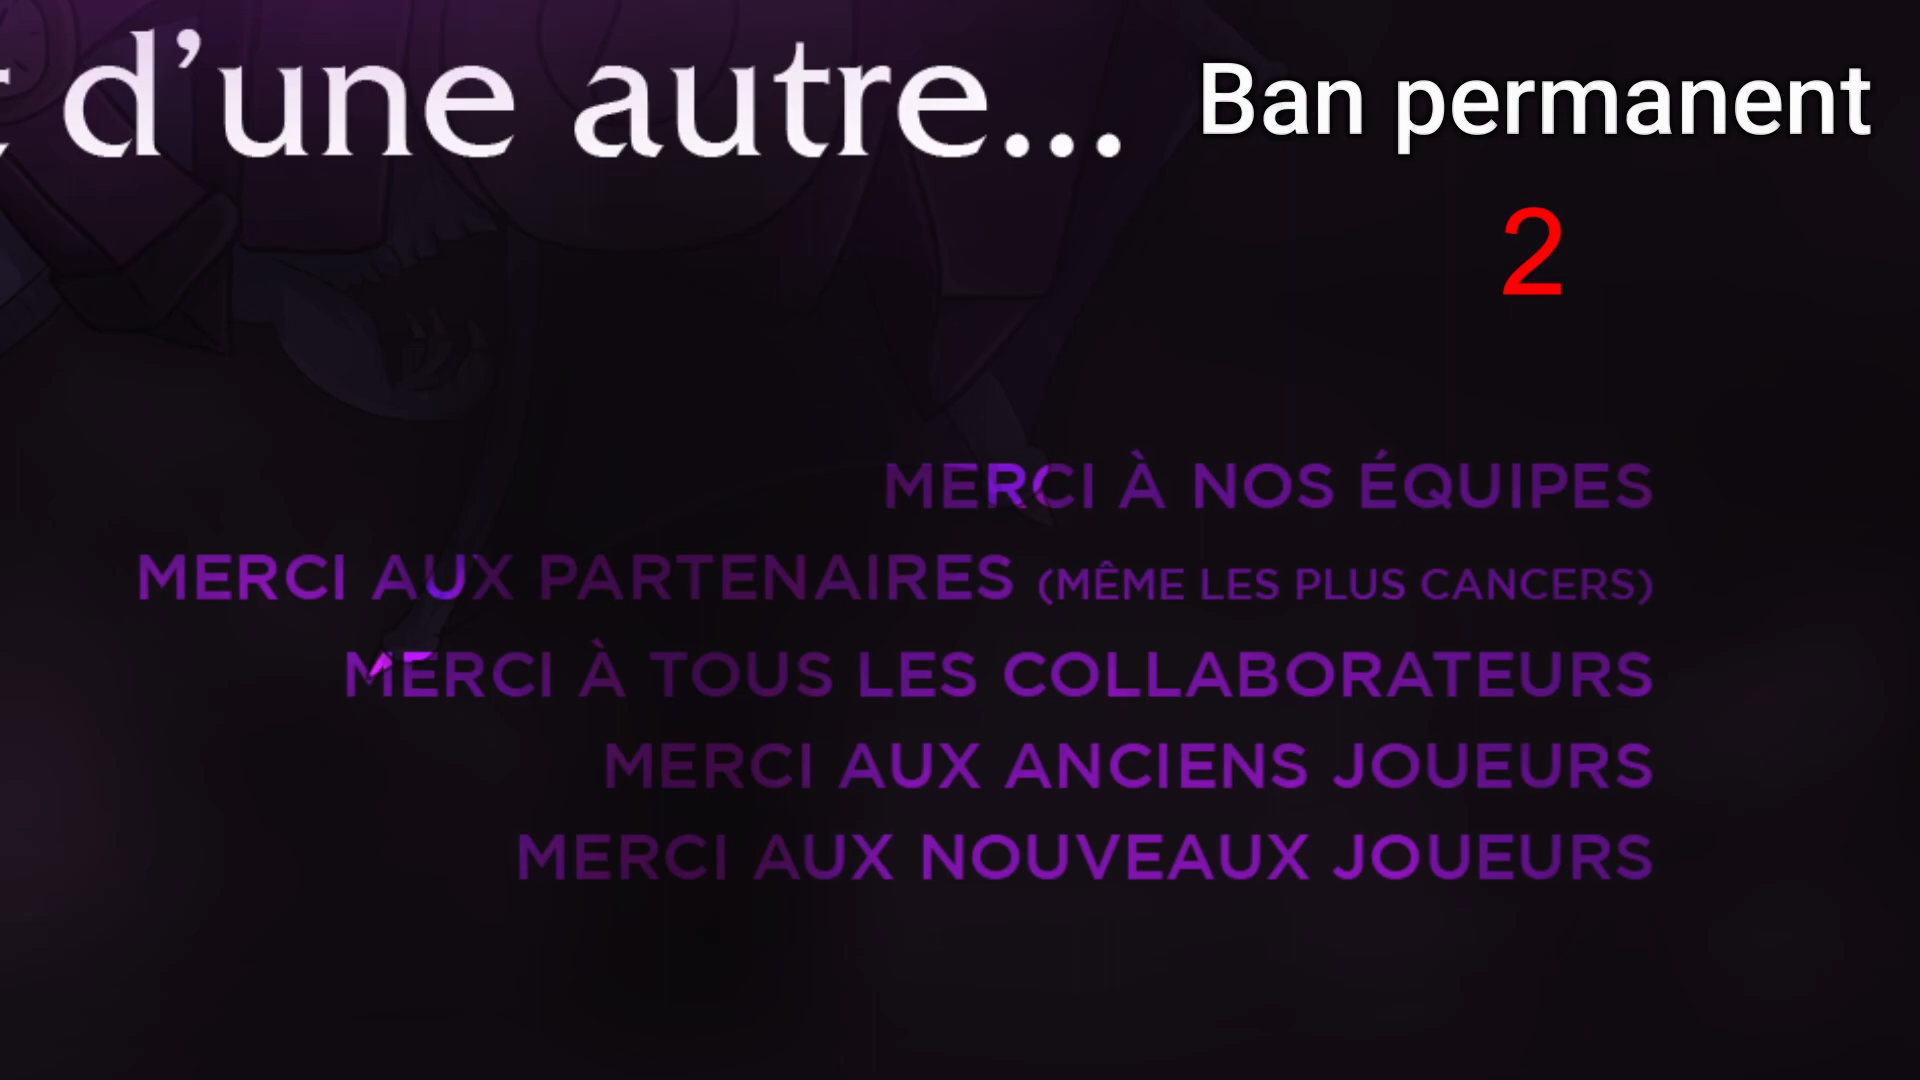 d’une autre...
Ban permanent
2
MERCI À NOS ÉQUIPES
MERCI AUX PARTENAIRES (MÊME LES PLUS CANCERS)
MERCI À TOUS LES COLLABORATEURS
MERCI AUX ANCIENS JOUEURS
MERCI AUX NOUVEAUX JOUEURS